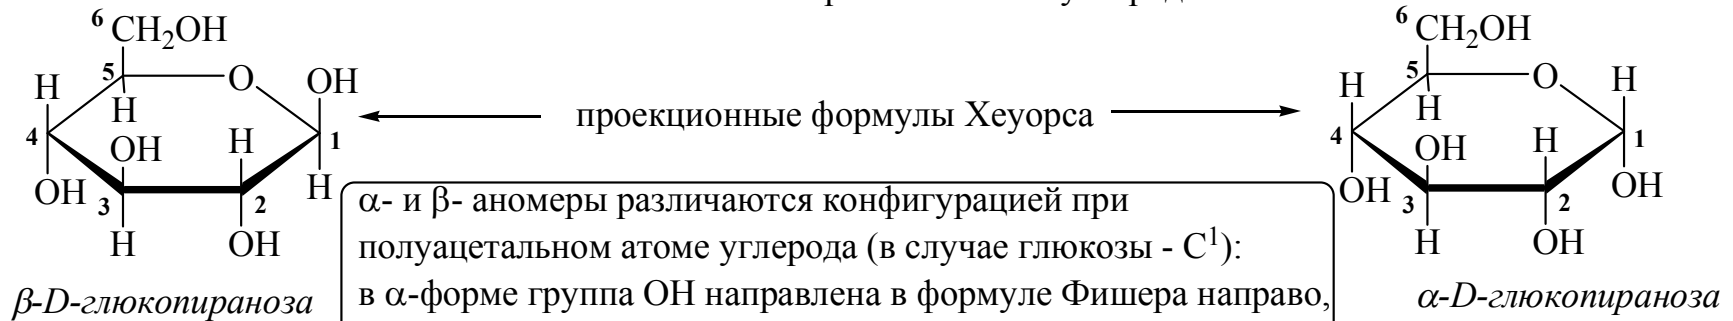 6
CH₂OH
5
O
OH
H
H
4
OH
H
1
OH
H
3
2
H
OH
β-D-глюкопираноза
проекционные формулы Хеуорса
α- и β- аномеры различаются конфигурацией при
полуацетальном атоме углерода (в случае глюкозы - C¹):
в α-форме группа OH направлена в формуле Фишера направо,
6
CH₂OH
5
O
H
H
H
4
OH
H
1
OH
OH
3
2
H
OH
α-D-глюкопираноза